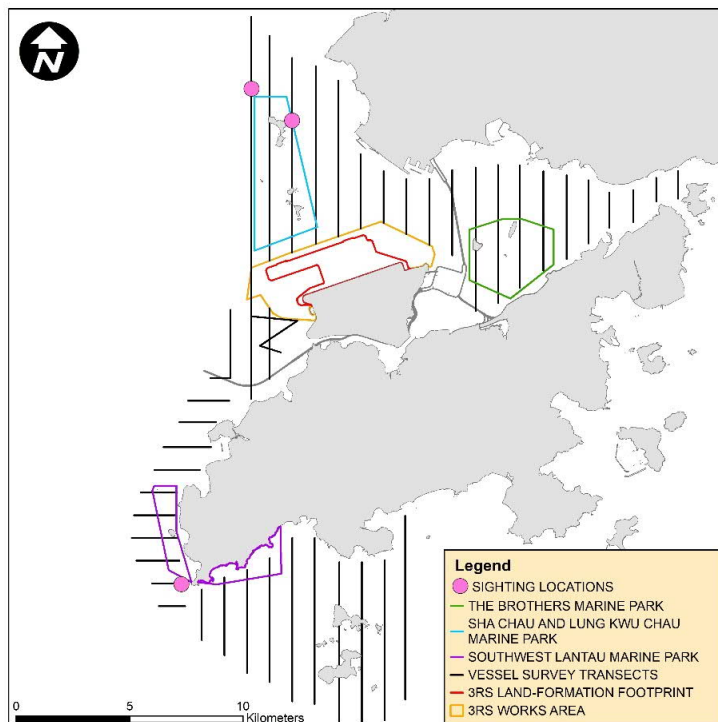 N
Legend
SIGHTING LOCATIONS
THE BROTHERS MARINE PARK
SHA CHAU AND LUNG KWU CHAU
MARINE PARK
SOUTHWEST LANTAU MARINE PARK
VESSEL SURVEY TRANSECTS
3RS LAND-FORMATION FOOTPRINT
3RS WORKS AREA
0 5 10
Kilometers